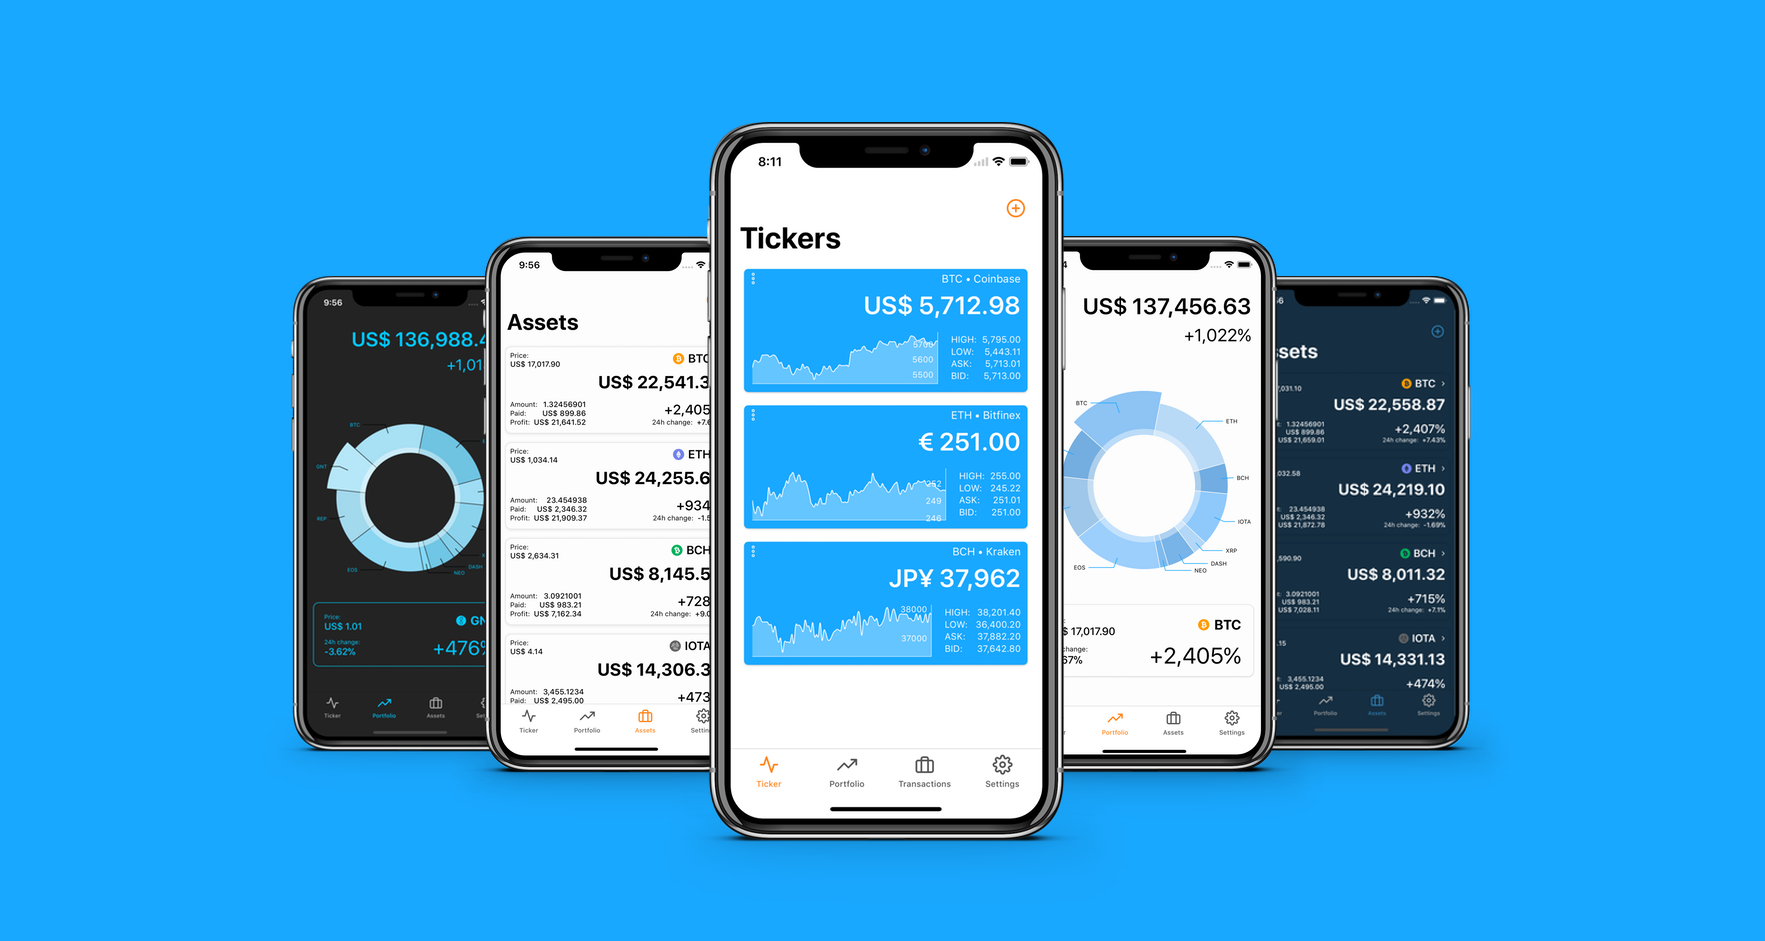 9:56
US$ 136,988.4
+1,01
BTC
GNT
REP
EOS
NEO
DASH
Price:
US$ 1.01
24h change:
-3.62%
GN
+476%
Ticker
Portfolio
Assets
9:56
Assets
Price:
US$ 17,017.90
BTC
US$ 22,541.3
Amount: 1.32456901
Paid: US$ 899.86
Profit: US$ 21,641.52
+2,405
24h change: +7.6
Price:
US$ 1,034.14
ETH
US$ 24,255.6
Amount: 23.454938
Paid: US$ 2,346.32
Profit: US$ 21,909.37
+934
24h change: -1.5
Price:
US$ 2,634.31
BCH
US$ 8,145.5
Amount: 3.0921001
Paid: US$ 983.21
Profit: US$ 7,162.34
+728
24h change: +9.0
Price:
US$ 4.14
IOTA
US$ 14,306.3
Amount: 3,455.1234
Paid: US$ 2,495.00
+473
Ticker
Portfolio
Assets
Settin
8:11
Tickers
BTC • Coinbase
US$ 5,712.98
5700
5600
5500
HIGH: 5,795.00
LOW: 5,443.11
ASK: 5,713.01
BID: 5,713.00
ETH • Bitfinex
€ 251.00
252
249
246
HIGH: 255.00
LOW: 245.22
ASK: 251.01
BID: 251.00
BCH • Kraken
JP¥ 37,962
38000
37000
HIGH: 38,201.40
LOW: 36,400.20
ASK: 37,882.20
BID: 37,642.80
Ticker
Portfolio
Transactions
Settings
4
US$ 137,456.63
+1,022%
BTC
ETH
BCH
IOTA
XRP
DASH
NEO
EOS
$ 17,017.90
hange:
67%
BTC
+2,405%
Portfolio
Assets
Settings
56
ssets
,031.10
BTC
US$ 22,558.87
1.32456901
US$ 899.86
US$ 21,659.01
+2,407%
24h change: +7.43%
,032.58
ETH
US$ 24,219.10
23.454938
US$ 2,346.32
US$ 21,872.78
+932%
24h change: -1.69%
,590.90
BCH
US$ 8,011.32
3.0921001
US$ 983.21
US$ 7,028.11
+715%
24h change: +7.1%
.15
IOTA
US$ 14,331.13
3,455.1234
US$ 2,495.00
+474%
Portfolio
Assets
Settings